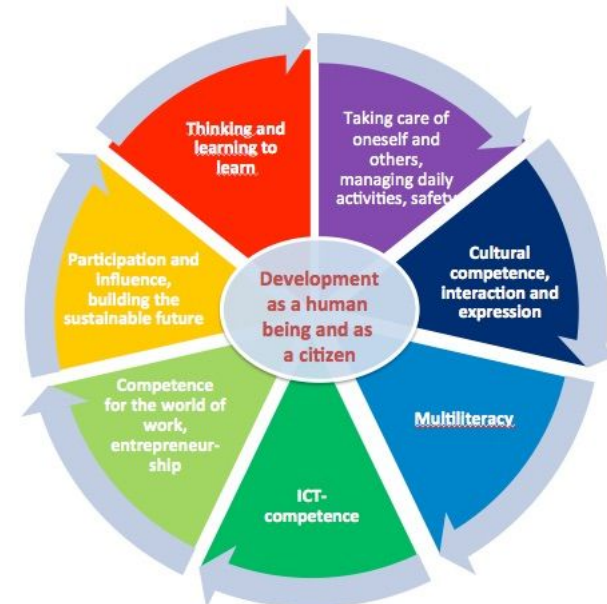 Thinking and
learning to
learn
Taking care of
oneself and
others,
managing daily
activities, safety
Cultural
competence,
interaction and
expression
Multiliteracy
ICT-
competence
Competence
for the world of
work,
entrepreneur-
ship
Participation and
Influence,
building the
sustainable future
Development
as a human
being and as
a citizen